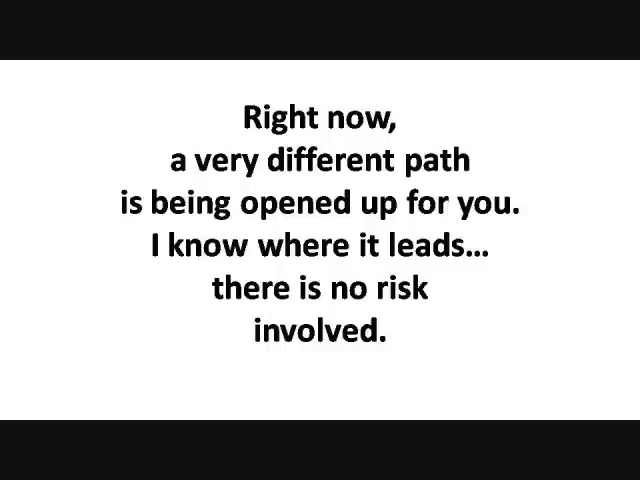 Right now,
a very different path
is being opened up for you.
I know where it leads...
there is no risk
involved.